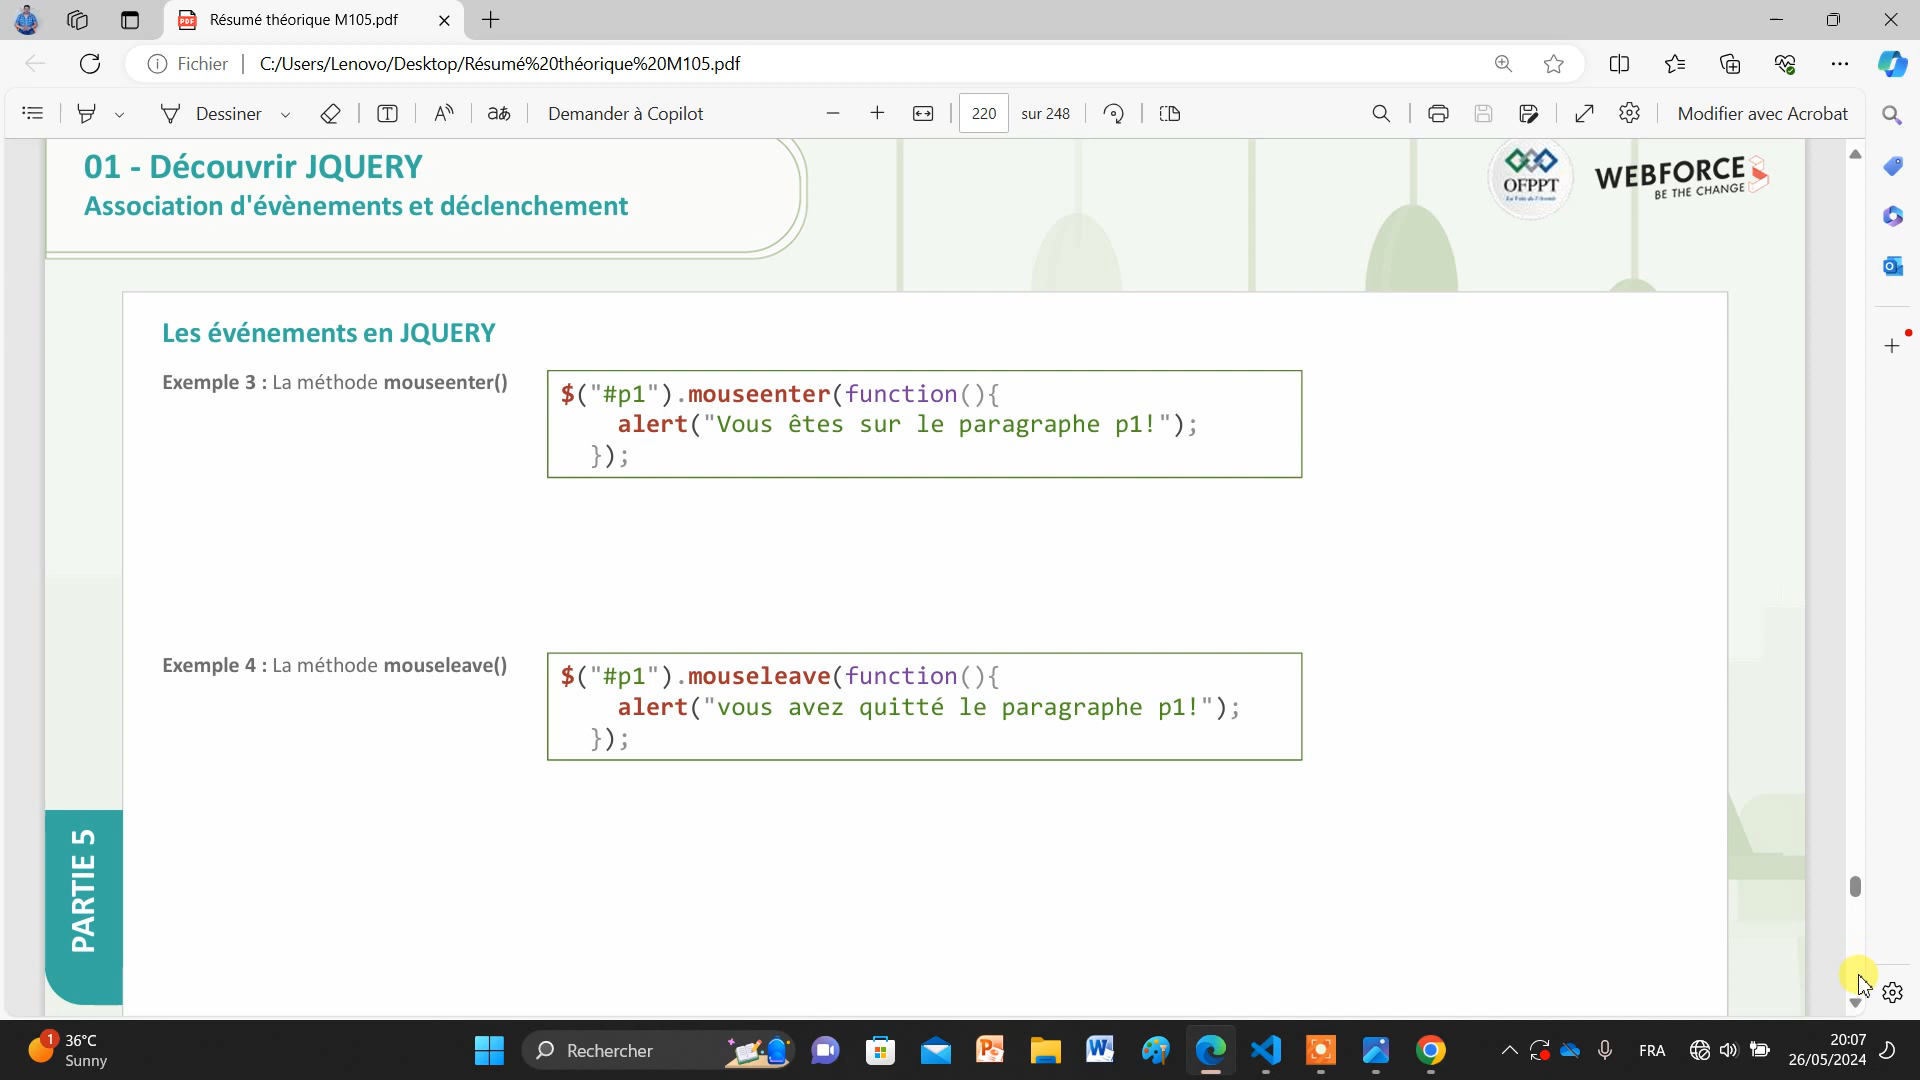 Résumé théorique M105.pdf
Fichier C:/Users/Lenovo/Desktop/Résumé%20théorique%20M105.pdf
Dessiner aあ Demander à Copilot 220 sur 248 Modifier avec Acrobat
01 - Découvrir JQUERY
Association d'évènements et déclenchement
OFPPT
WEBFORCE
BE THE CHANGE
Les événements en JQUERY
Exemple 3 : La méthode mouseenter()
$("#p1").mouseenter(function(){
alert("Vous êtes sur le paragraphe p1!");
});
Exemple 4 : La méthode mouseleave()
$("#p1").mouseleave(function(){
alert("vous avez quitté le paragraphe p1!");
});
PARTIE 5
1
36°C
Sunny
Rechercher
FRA
20:07
26/05/2024